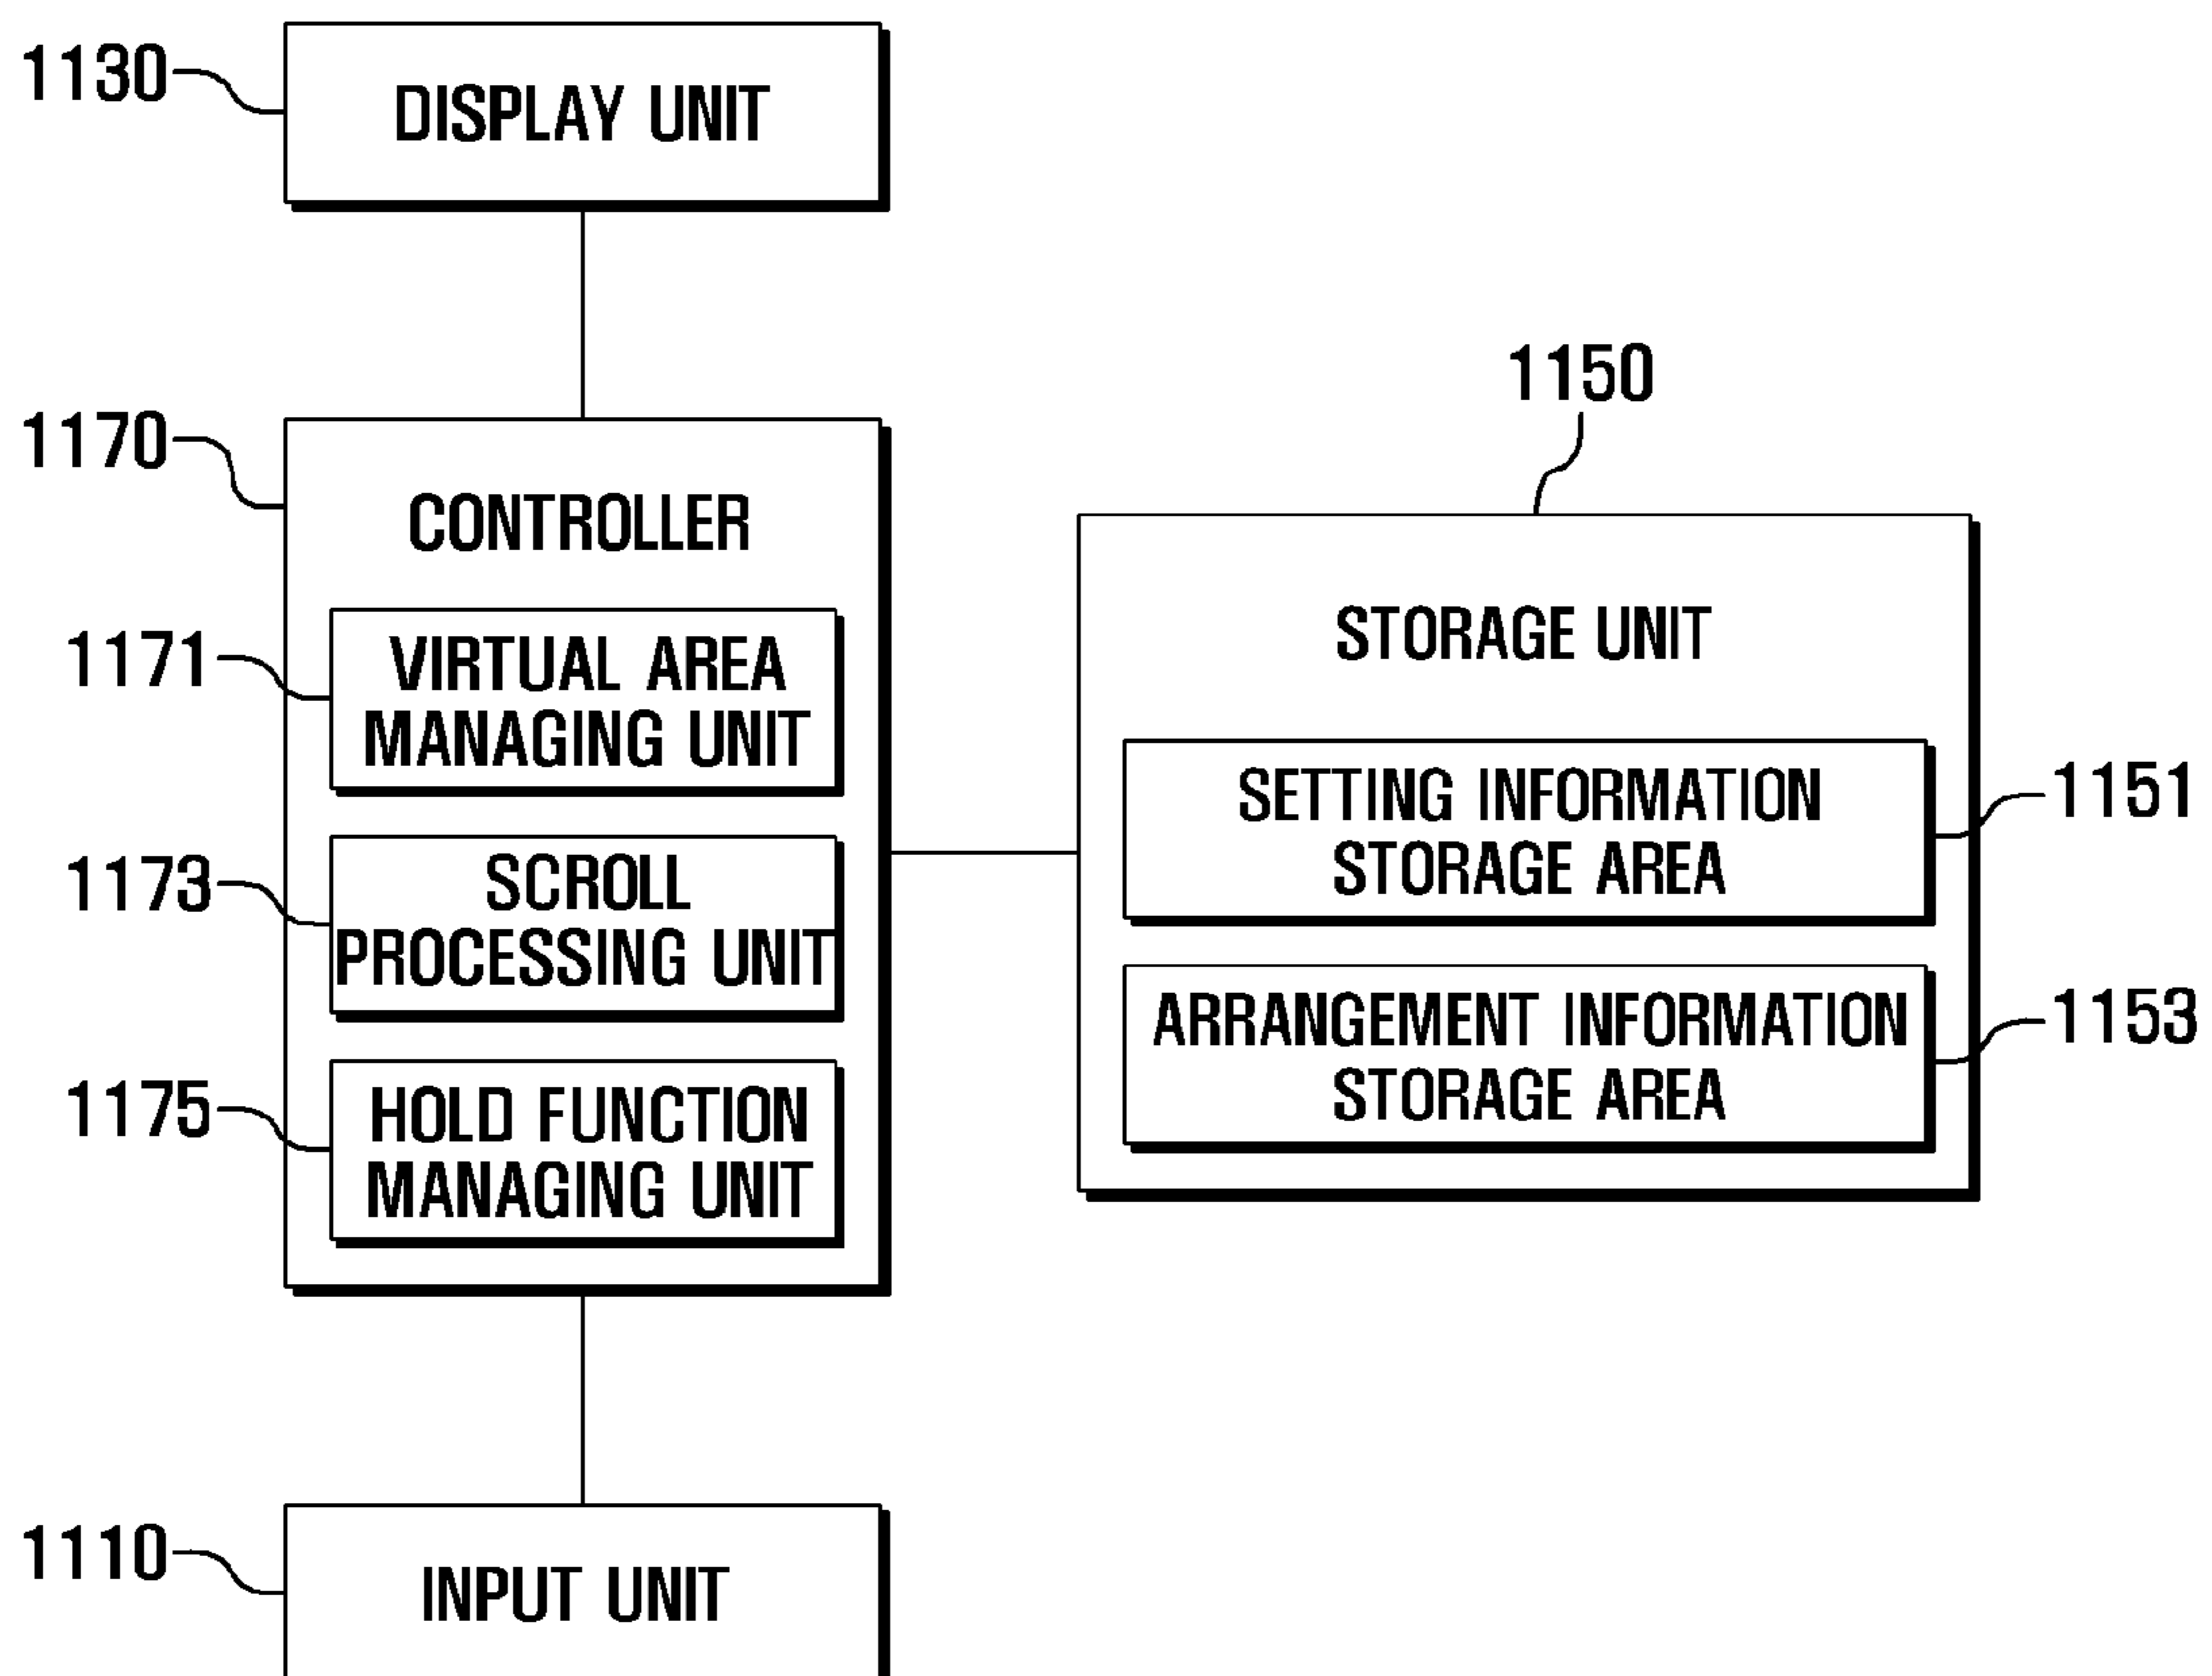 1130
DISPLAY UNIT
1170
CONTROLLER
1171
VIRTUAL AREA
MANAGING UNIT
1173
SCROLL
PROCESSING UNIT
1175
HOLD FUNCTION
MANAGING UNIT
1150
STORAGE UNIT
SETTING INFORMATION
STORAGE AREA
1151
ARRANGEMENT INFORMATION
STORAGE AREA
1153
1110
INPUT UNIT